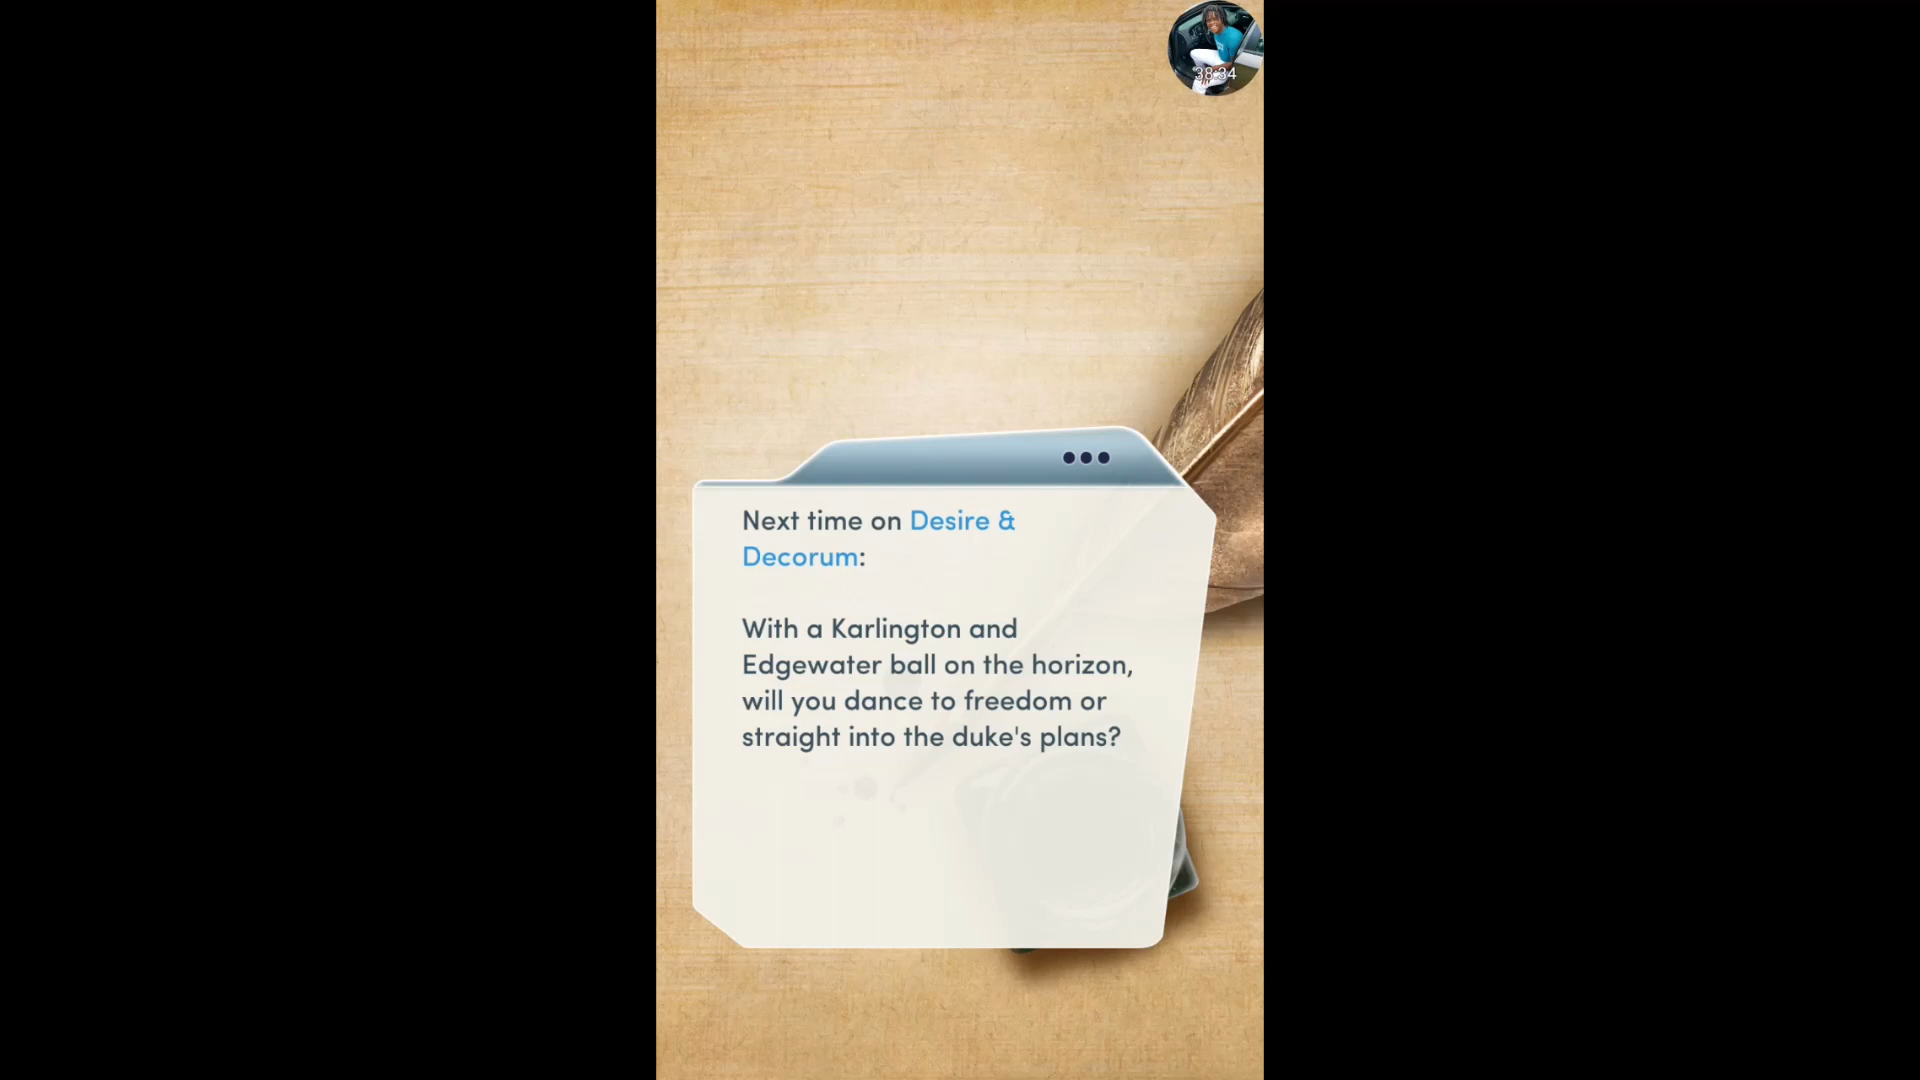 38:34
Next time on Desire &
Decorum:
With a Karlington and
Edgewater ball on the horizon,
will you dance to freedom or
straight into the duke's plans?